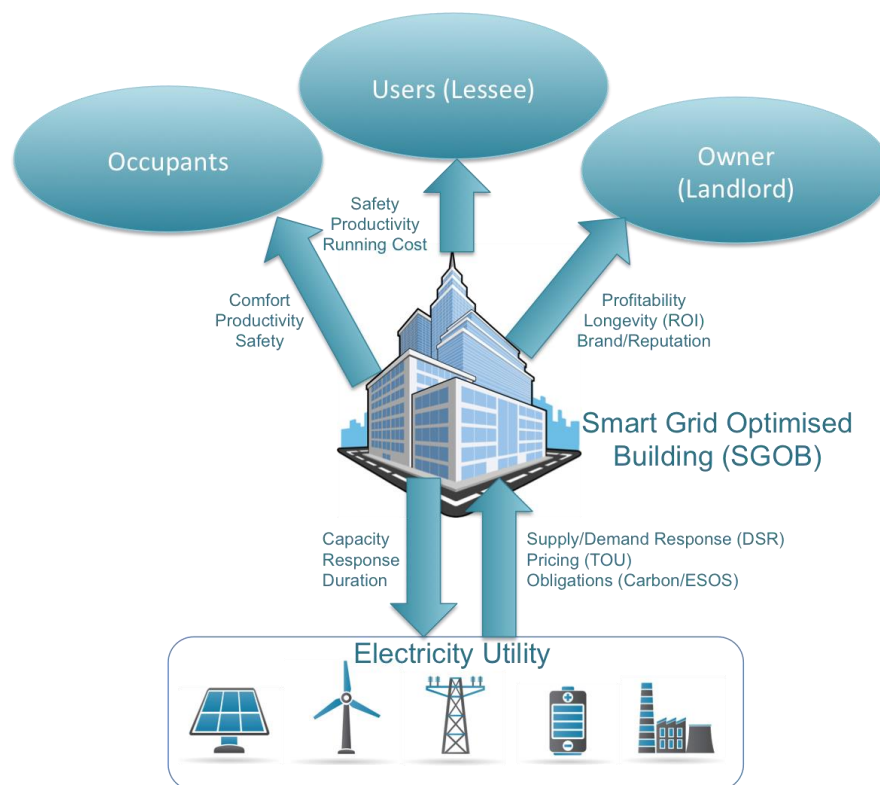 Users (Lessee)
Occupants
Owner
(Landlord)
Safety
Productivity
Running Cost
Comfort
Productivity
Safety
Profitability
Longevity (ROI)
Brand/Reputation
Smart Grid Optimised
Building (SGOB)
Capacity
Response
Duration
Supply/Demand Response (DSR)
Pricing (TOU)
Obligations (Carbon/ESOS)
Electricity Utility